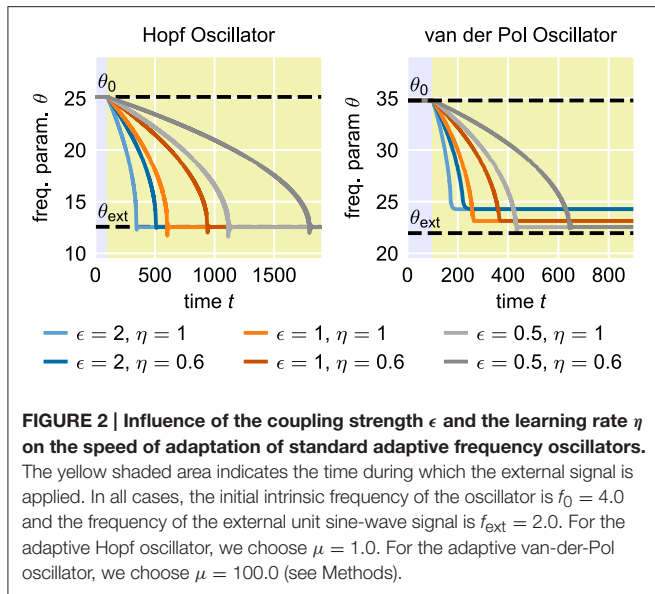 Hopf Oscillator
θ0
25
20
15
10
θext
freq. param. θ
0 500 1000 1500
time t
van der Pol Oscillator
θ0
35
30
25
20
θext
freq. param. θ
0 200 400 600 800
time t
ϵ = 2, η = 1 ϵ = 1, η = 1 ϵ = 0.5, η = 1
ϵ = 2, η = 0.6 ϵ = 1, η = 0.6 ϵ = 0.5, η = 0.6
FIGURE 2 | Influence of the coupling strength ϵ and the learning rate η
on the speed of adaptation of standard adaptive frequency oscillators.
The yellow shaded area indicates the time during which the external signal is
applied. In all cases, the initial intrinsic frequency of the oscillator is f0 = 4.0
and the frequency of the external unit sine-wave signal is fext = 2.0. For the
adaptive Hopf oscillator, we choose μ = 1.0. For the adaptive van-der-Pol
oscillator, we choose μ = 100.0 (see Methods).